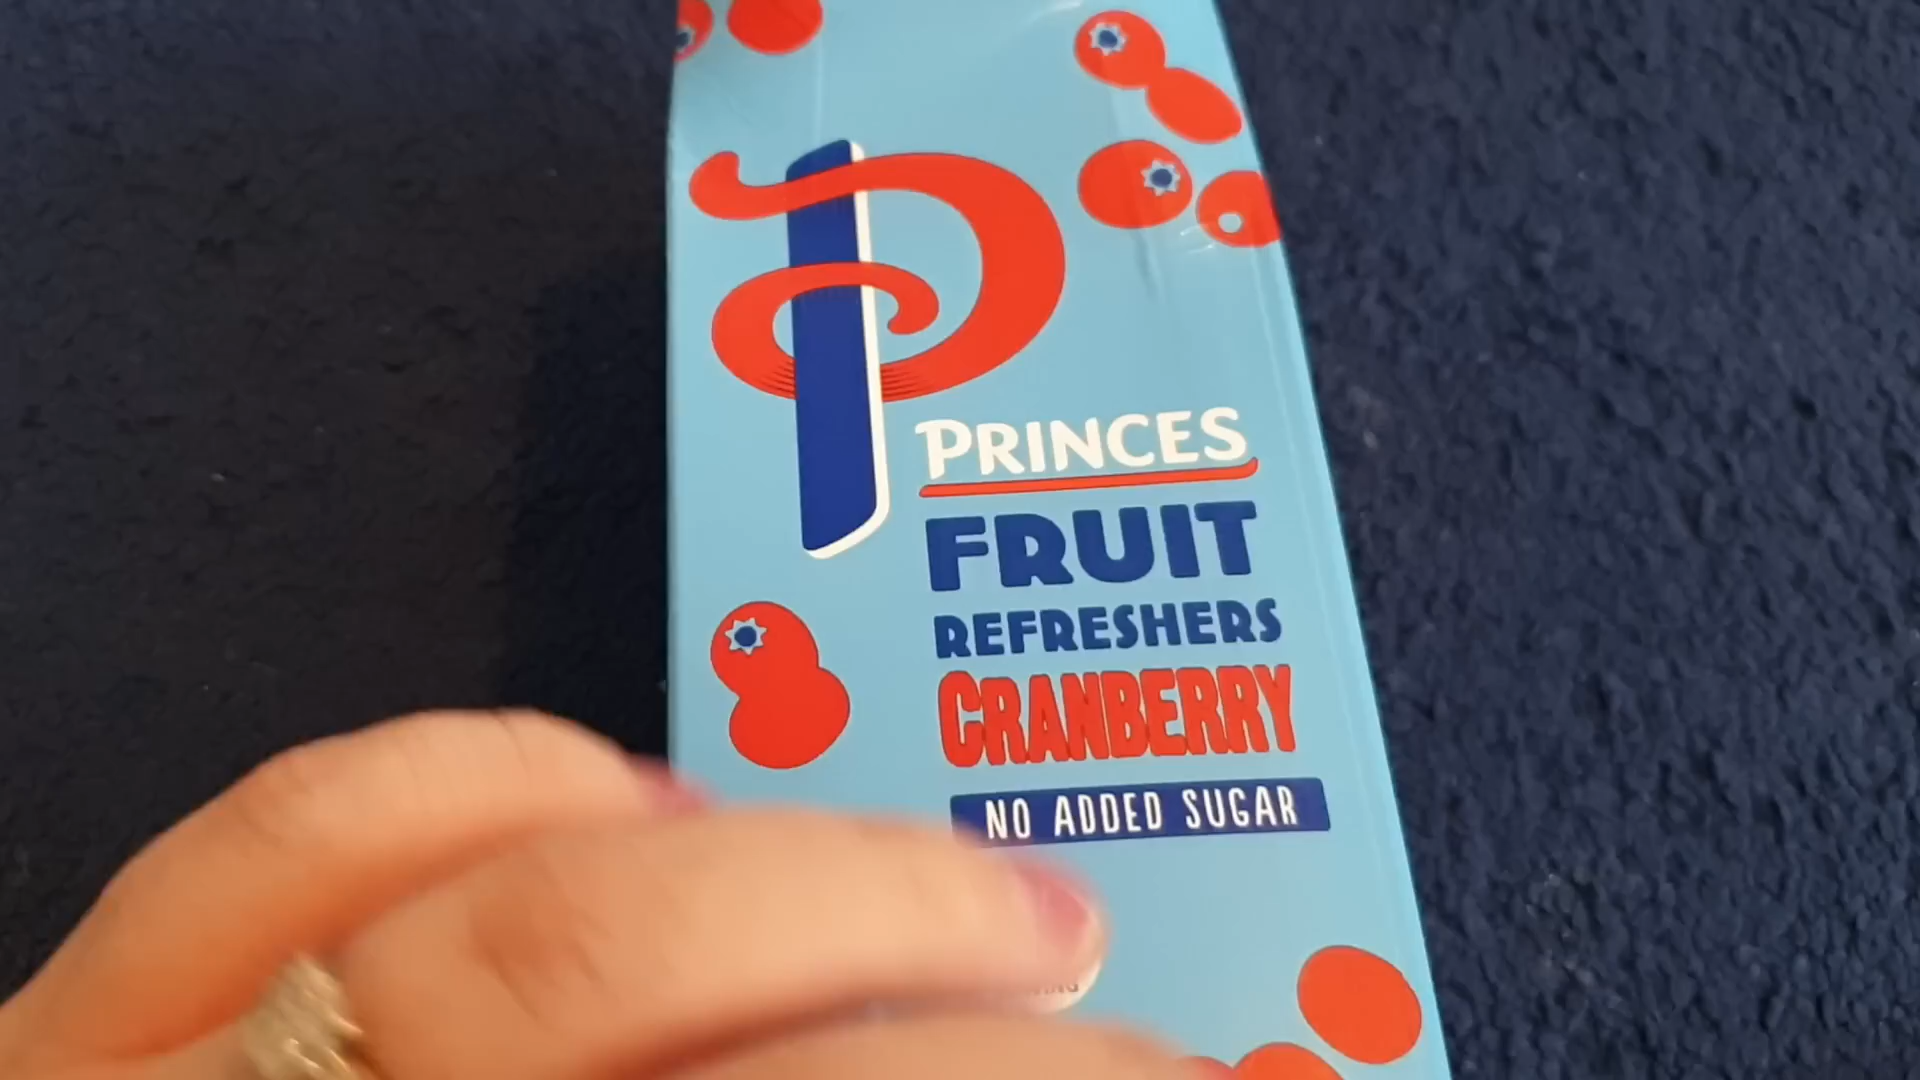 P
PRINCES
FRUIT
REFRESHERS
CRANBERRY
NO ADDED SUGAR